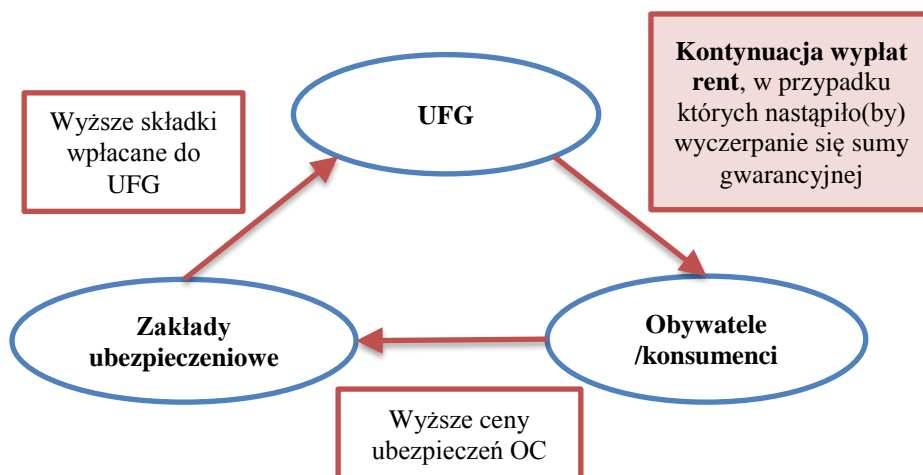 Kontynuacja wypłat
rent, w przypadku
których nastąpiło(by)
wyczerpanie się sumy
gwarancyjnej
UFG
Wyższe składki
wpłacane do
UFG
Zakłady
ubezpieczeniowe
Obywatele
/konsumenci
Wyższe ceny
ubezpieczeń OC